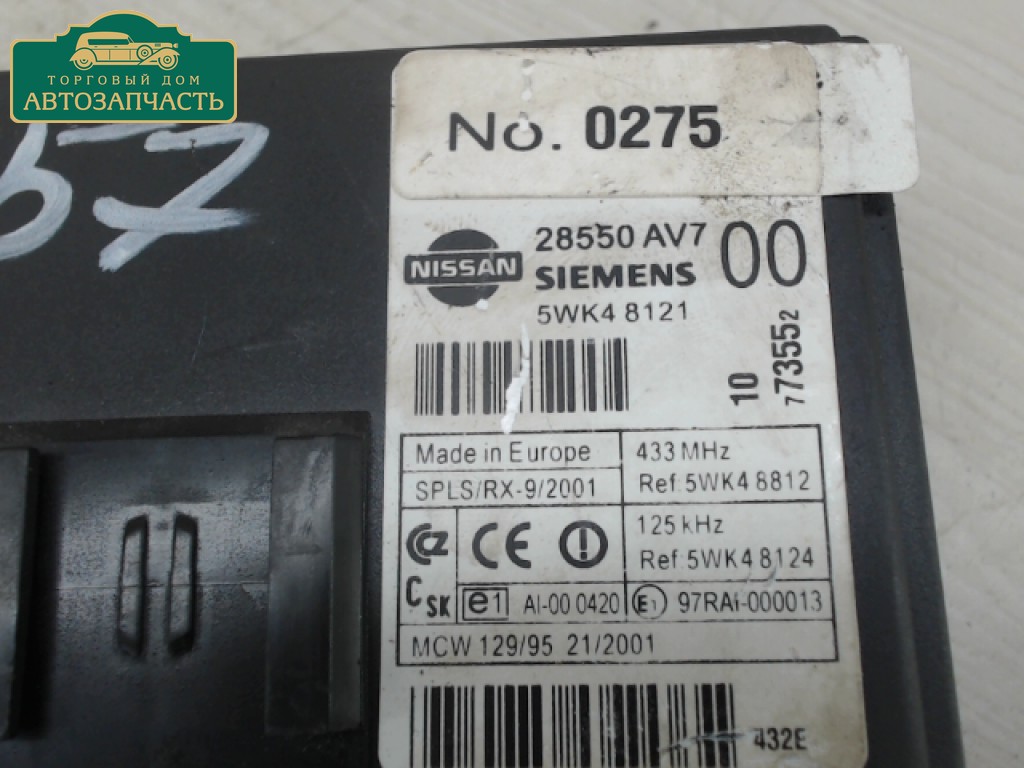 ТОРГОВЫЙ ДОМ
АВТОЗАПЧАСТЬ
67
No. 0275
NISSAN
28550 AV7 00
SIEMENS
5WK4 8121
10
773552
Made in Europe
433 MHz
SPLS/RX-9/2001
Ref:5WK4 8812
125 kHz
Ref:5WK4 8124
CE
C SK
e1 AI-00 0420
E1 97RAi-000013
MCW 129/95 21/2001
432E